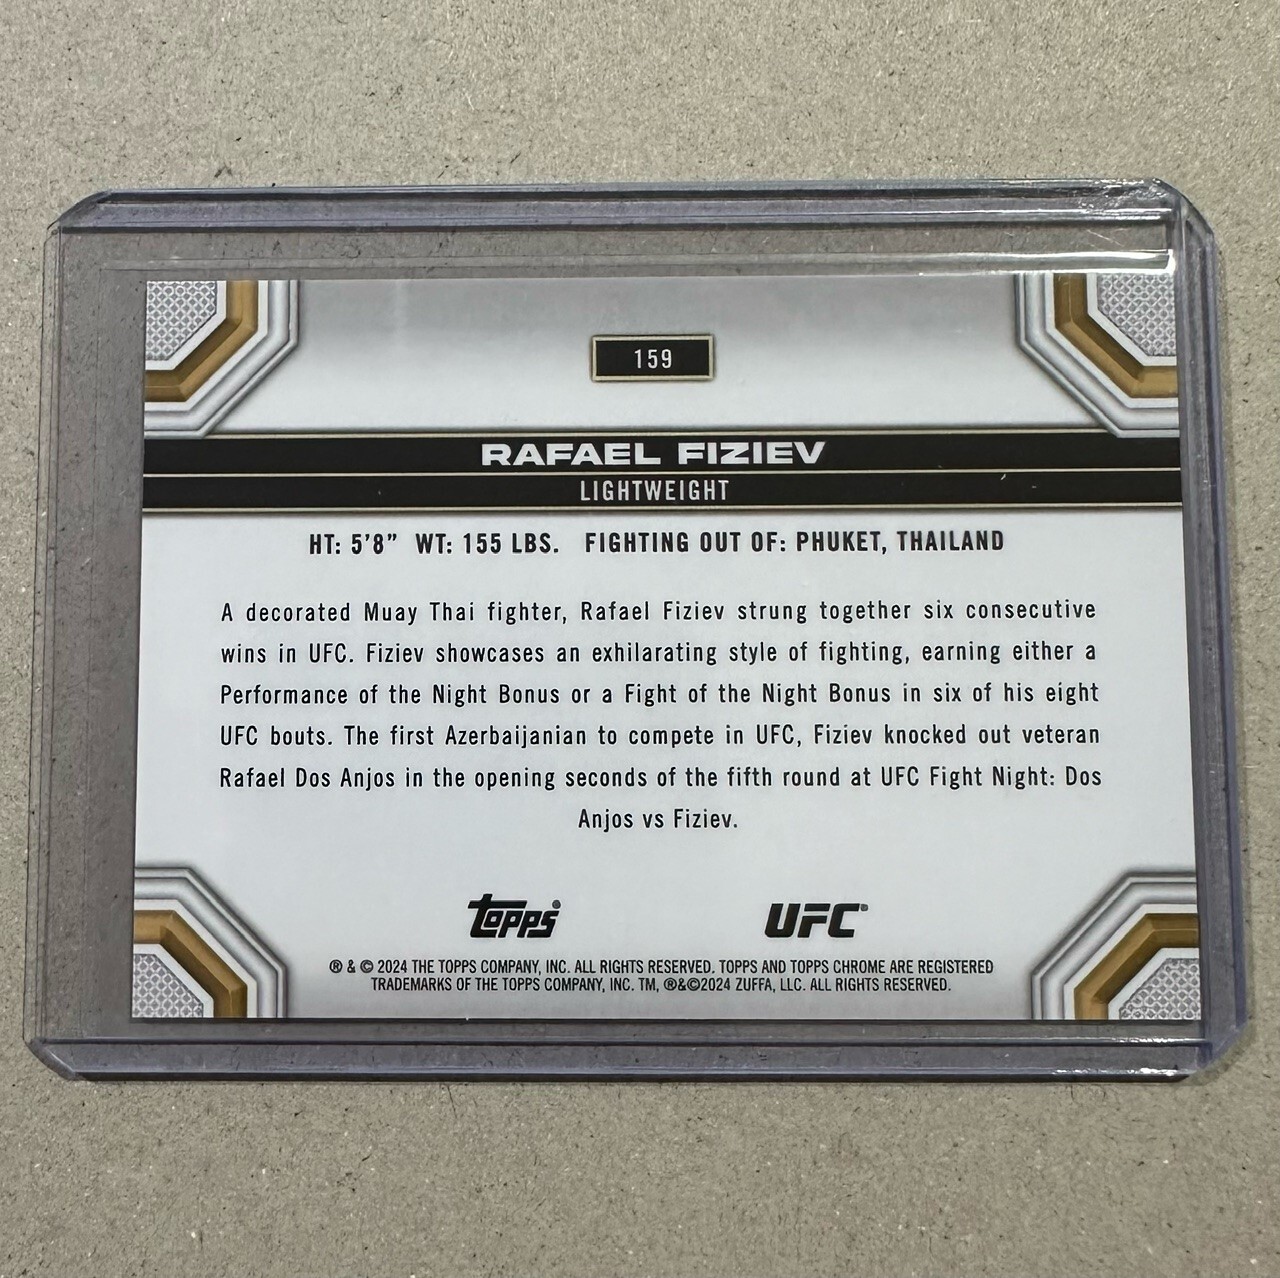 159
RAFAEL FIZIEV
LIGHTWEIGHT
HT: 5'8” WT: 155 LBS. FIGHTING OUT OF: PHUKET, THAILAND
A decorated Muay Thai fighter, Rafael Fiziev strung together six consecutive
wins in UFC. Fiziev showcases an exhilarating style of fighting, earning either a
Performance of the Night Bonus or a Fight of the Night Bonus in six of his eight
UFC bouts. The first Azerbaijanian to compete in UFC, Fiziev knocked out veteran
Rafael Dos Anjos in the opening seconds of the fifth round at UFC Fight Night: Dos
Anjos vs Fiziev.
topps® UFC®
® & © 2024 THE TOPPS COMPANY, INC. ALL RIGHTS RESERVED. TOPPS AND TOPPS CHROME ARE REGISTERED
TRADEMARKS OF THE TOPPS COMPANY, INC. TM, ®&©2024 ZUFFA, LLC. ALL RIGHTS RESERVED.